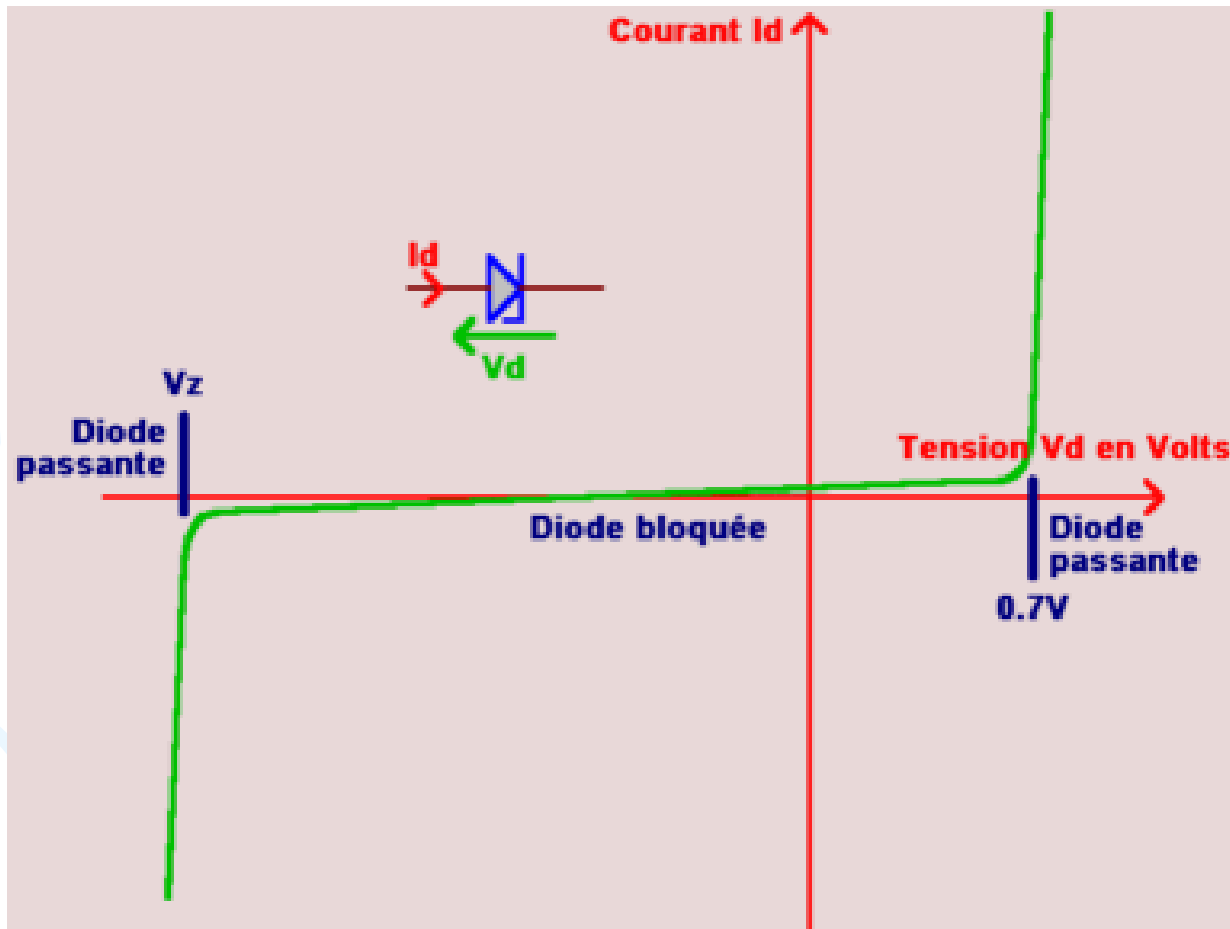 Courant Id
Id
Vd
Vz
Diode
passante
Tension Vd en Volts
Diode bloquée
Diode
passante
0.7V